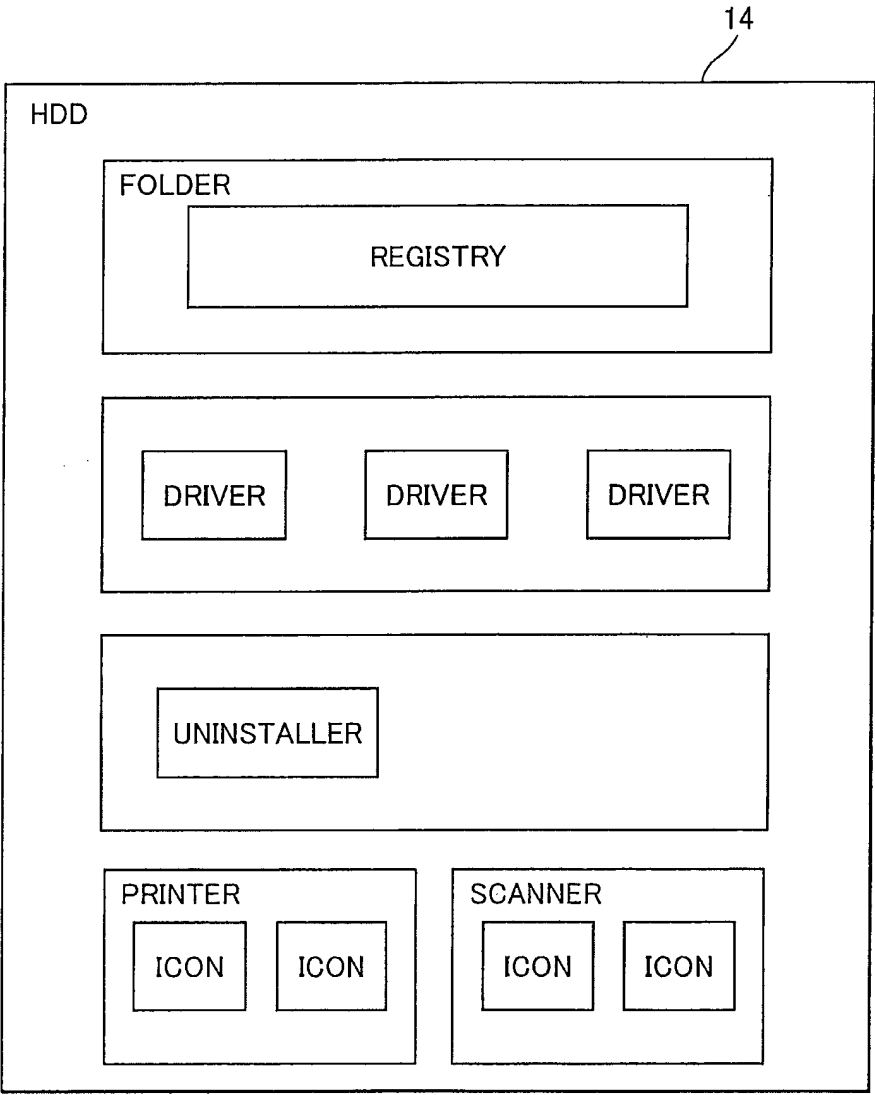 14
HDD
FOLDER
REGISTRY
DRIVER DRIVER DRIVER
UNINSTALLER
PRINTER SCANNER
ICON ICON ICON ICON